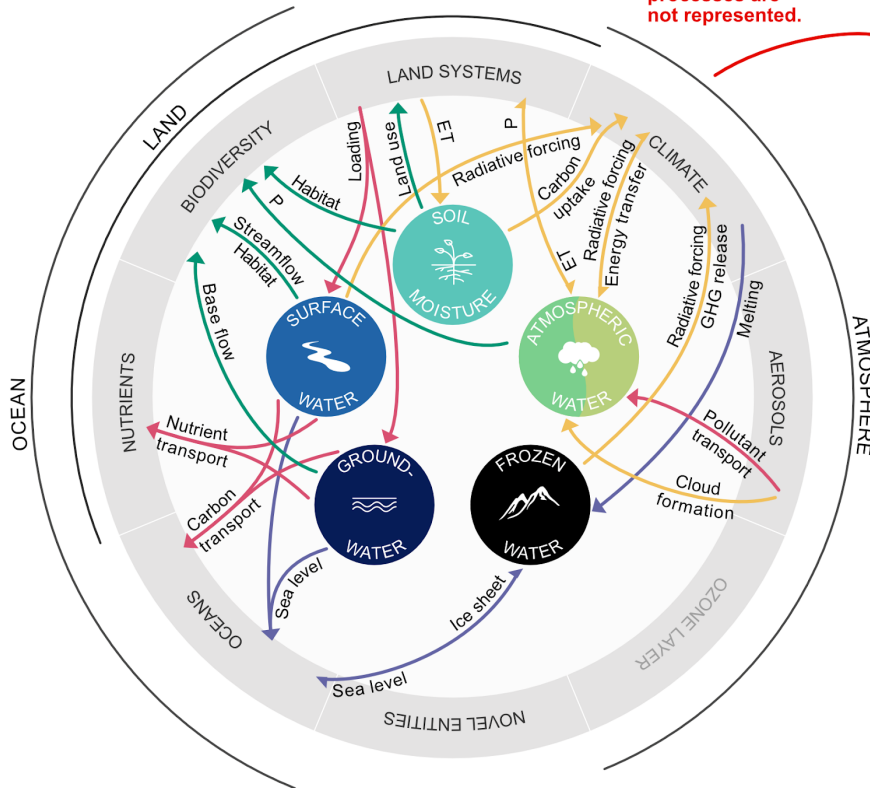 processes are
not represented.
LAND SYSTEMS
LAND
BIODIVERSITY
CLIMATE
Loading
Land use
ET
P
Radiative forcing
Carbon
uptake
Radiative forcing
Energy transfer
Habitat
P
Streamflow
Habitat
SOIL
MOISTURE
ET
Radiative forcing
GHG release
Melting
Base flow
SURFACE
WATER
ATMOSPHERIC
WATER
OCEAN
ATMOSPHERE
NUTRIENTS
AEROSOLS
Nutrient
transport
Pollutant
transport
GROUND-
WATER
FROZEN
WATER
Carbon
transport
Cloud
formation
Sea level
Ice sheet
OCEANS
OZONE LAYER
Sea level
NOVEL ENTITIES